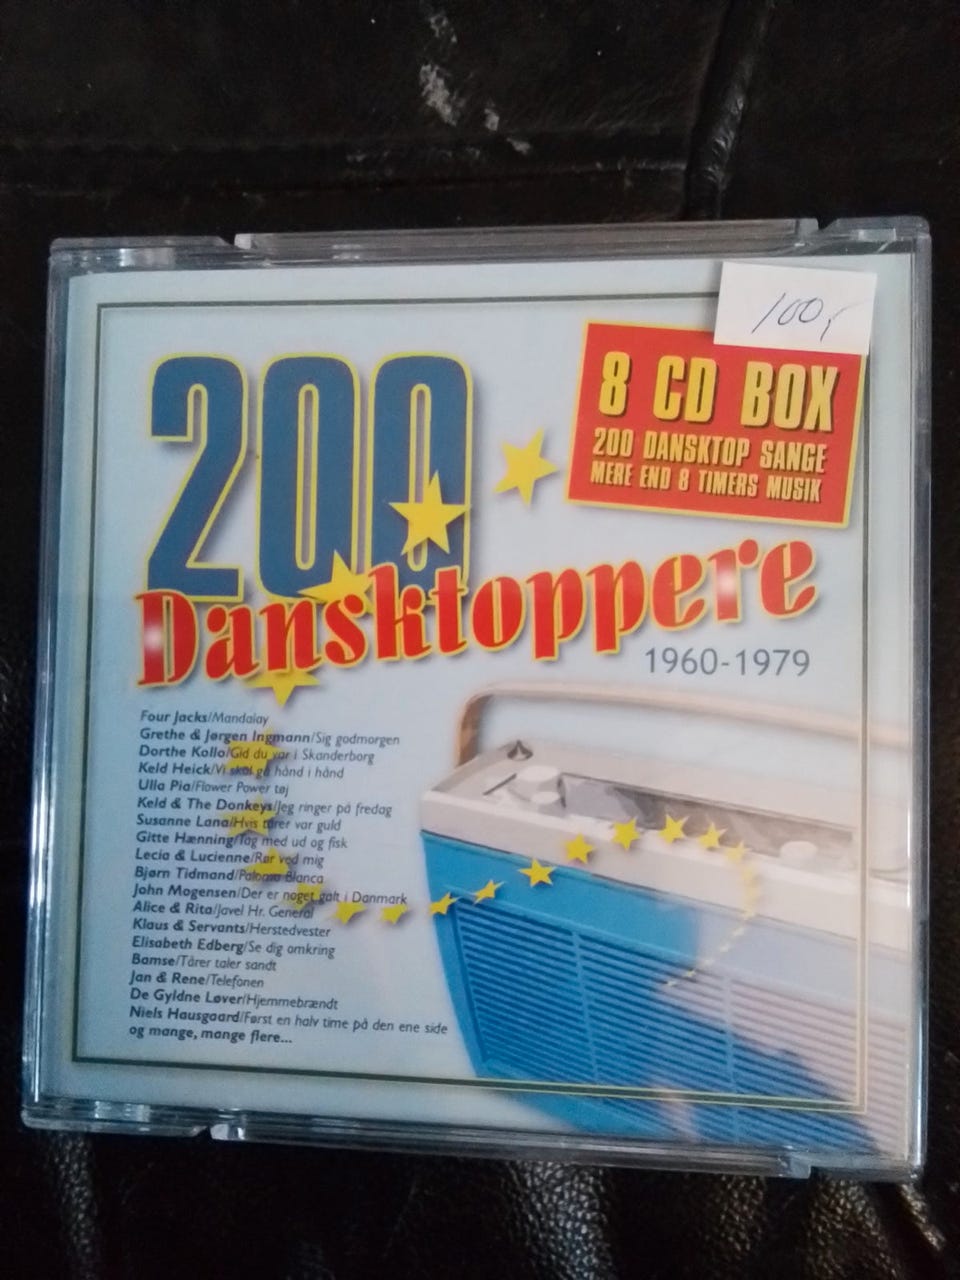 100,-
8 CD BOX
200 DANSKTOP SANGE
MERE END 8 TIMERS MUSIK
200
Dansktoppere
1960-1979
Four Jacks/Mandalay
Grethe & Jørgen Ingmann/Sig godmorgen
Dorthe Kollo/Gid du var i Skanderborg
Keld Heick/Vi skal gå hånd i hånd
Ulla Pia/Flower Power tøj
Keld & The Donkeys/Jeg ringer på fredag
Susanne Lana/Hvis tårer var guld
Gitte Hænning/Tag med ud og fisk
Lecia & Lucienne/Rør ved mig
Bjørn Tidmand/Paloma Blanca
John Mogensen/Der er noget galt i Danmark
Alice & Rita/Javel Hr. General
Klaus & Servants/Herstedvester
Elisabeth Edberg/Se dig omkring
Bamse/Tårer taler sandt
Jan & Rene/Telefonen
De Gyldne Løver/Hjemmebrændt
Niels Hausgaard/Først en halv time på den ene side
og mange, mange flere...